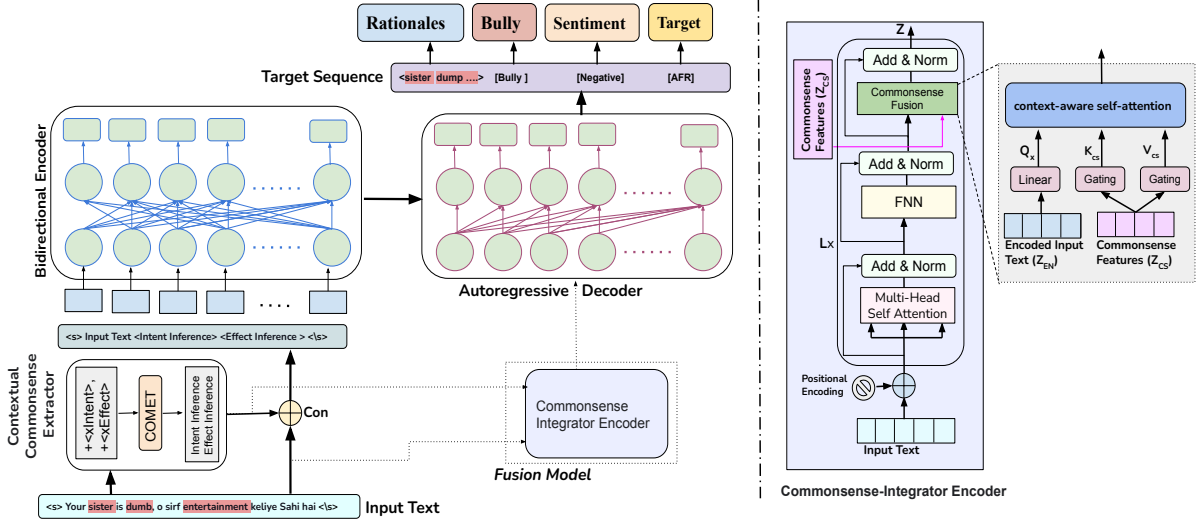 Rationales
Bully
Sentiment
Target
Target Sequence
<sister dump ....> [Bully ] [Negative] [AFR]
Bidirectional Encoder
Autoregressive Decoder
<s> Input Text <Intent Inference> <Effect Inference > <\s>
Contextual
Commonsense
Extractor
+<xIntent>,
+<xEffect>
COMET
Intent Inference
Effect Inference
Con
Commonsense
Integrator Encoder
Fusion Model
<s> Your sister is dumb, o sirf entertainment keliye Sahi hai <\s>
Input Text
Z
Add & Norm
Commonsense
Fusion
Commonsense
Features (Z_CS)
Add & Norm
FNN
Lx
Add & Norm
Multi-Head
Self Attention
Positional
Encoding
Input Text
Commonsense-Integrator Encoder
context-aware self-attention
Q_x K_cs V_cs
Linear
Gating
Gating
Encoded Input
Text (Z_EN)
Commonsense
Features (Z_CS)